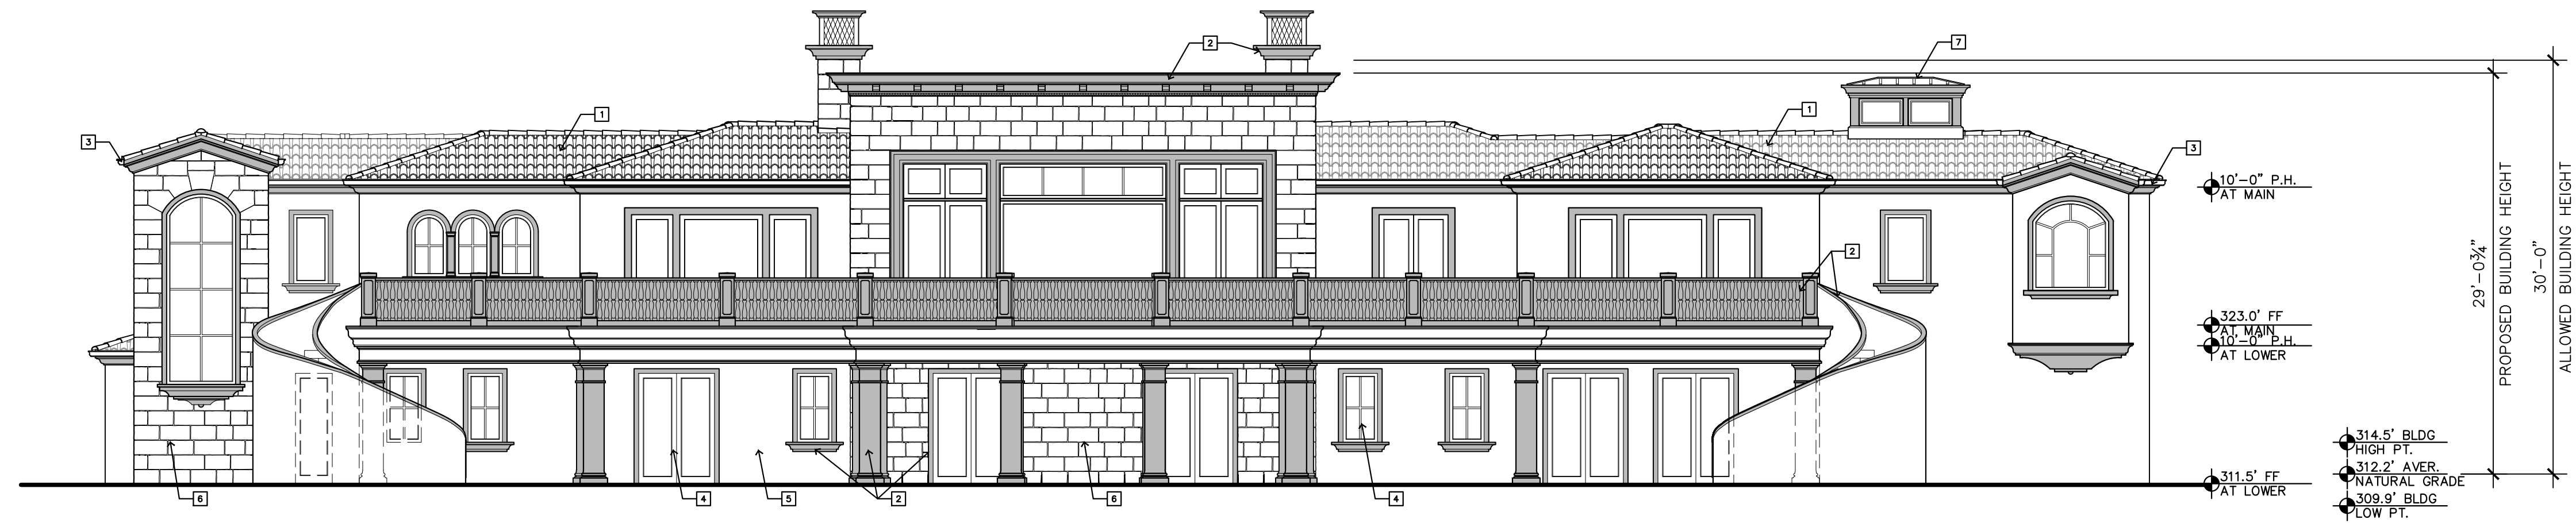 2
7
1
1
3
3
10'-0" P.H.
AT MAIN
2
323.0' FF
AT MAIN
10'-0" P.H.
AT LOWER
29'-0¾"
PROPOSED BUILDING HEIGHT
30'-0"
ALLOWED BUILDING HEIGHT
314.5' BLDG
HIGH PT.
312.2' AVER.
NATURAL GRADE
311.5' FF
AT LOWER
309.9' BLDG
LOW PT.
6
4
5
2
6
4